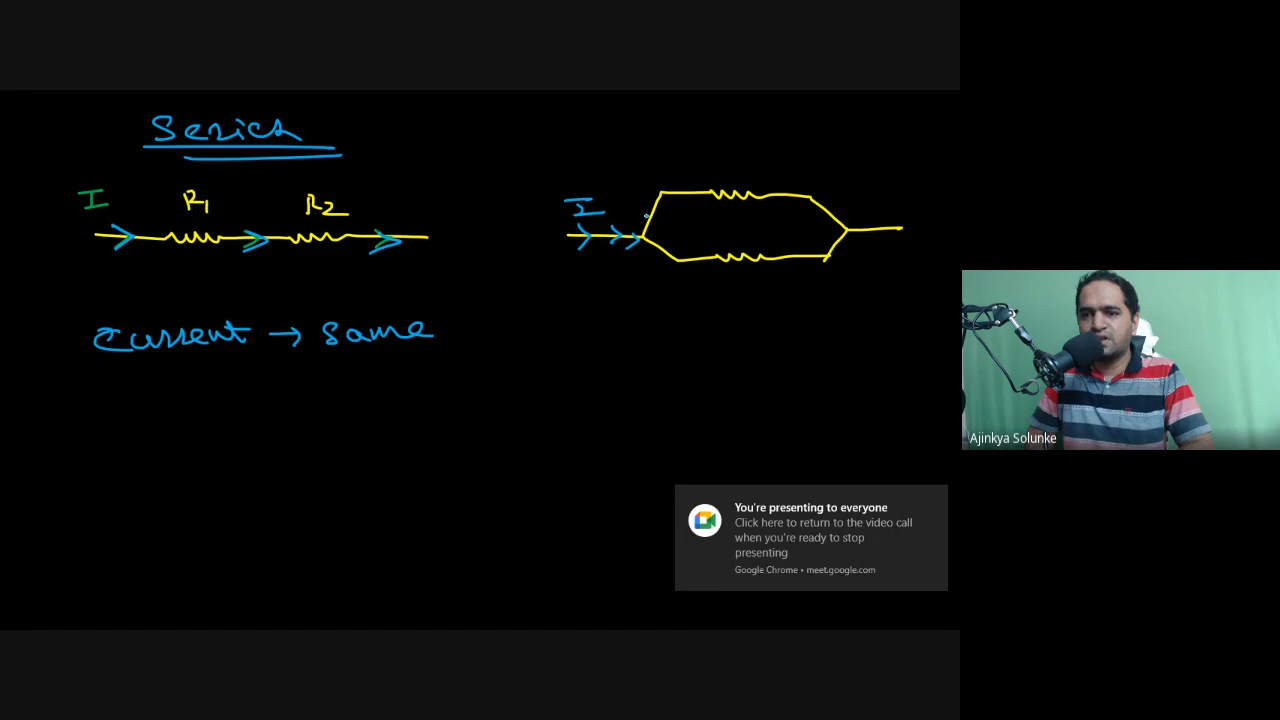 Series
I
R1
R2
I
Current → Same
Ajinkya Solunke
You're presenting to everyone
Click here to return to the video call
when you're ready to stop
presenting
Google Chrome • meet.google.com